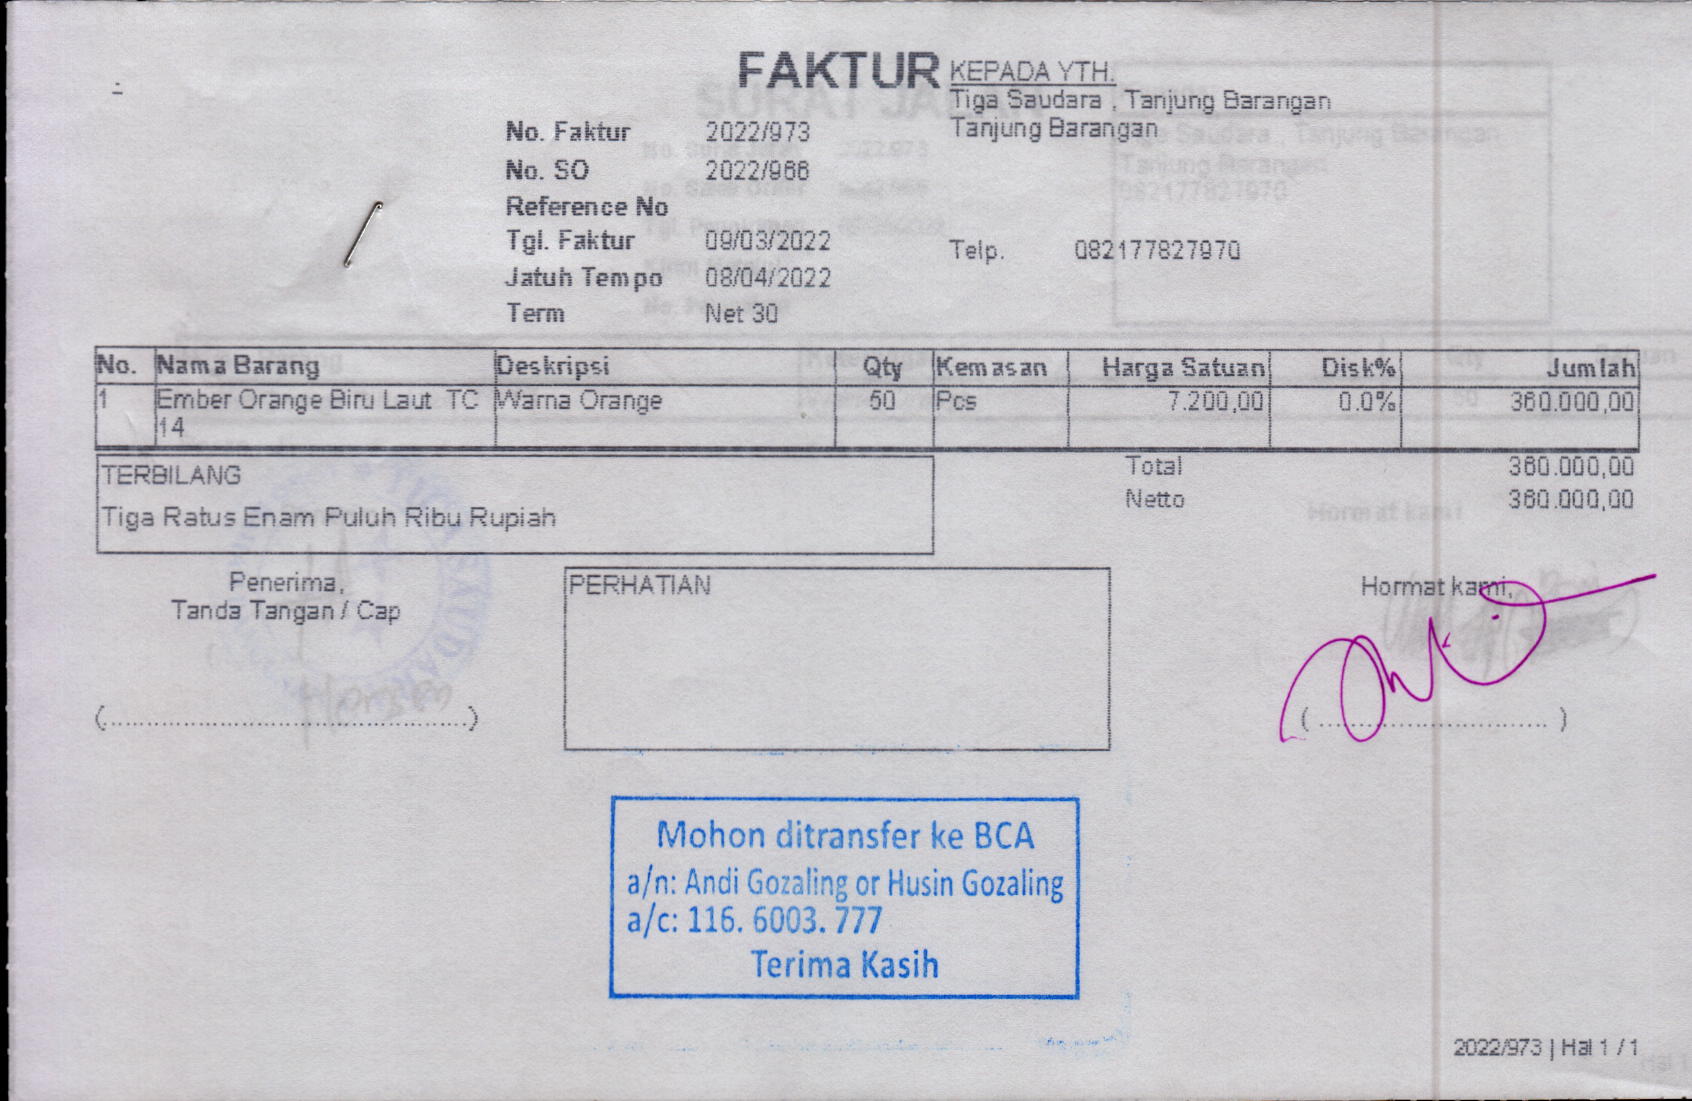 FAKTUR
KEPADA YTH.
Tiga Saudara , Tanjung Barangan
Tanjung Barangan
No. Faktur 2022/973
No. SO 2022/966
Reference No
Tgl. Faktur 09/03/2022
Telp. 082177827970
Jatuh Tempo 08/04/2022
Term Net 30
No. Nama Barang Deskripsi Qty Kemasan Harga Satuan Disk% Jumlah
1 Ember Orange Biru Laut TC Warna Orange 50 Pcs 7.200,00 0.0% 360.000,00
14
TERBILANG
Total 360.000,00
Netto 360.000,00
Tiga Ratus Enam Puluh Ribu Rupiah
Penerima,
Tanda Tangan / Cap
PERHATIAN
Hormat kami,
(....................................................)
( ................................ )
Mohon ditransfer ke BCA
a/n: Andi Gozaling or Husin Gozaling
a/c: 116. 6003. 777
Terima Kasih
2022/973 | Hal 1 / 1